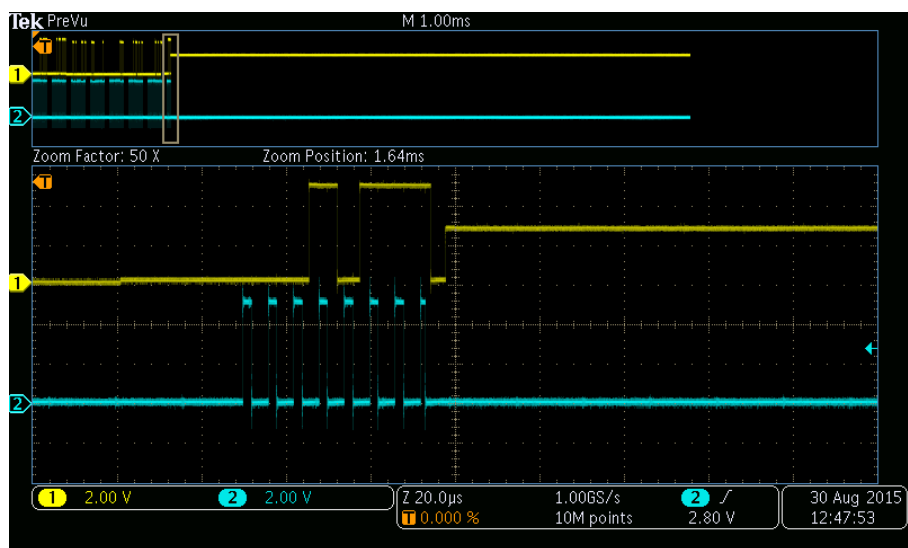 Tek PreVu M 1.00ms
T
1
2
Zoom Factor: 50 X Zoom Position: 1.64ms
T
1
2
1 2.00 V 2 2.00 V Z 20.0µs 1.00GS/s 2 30 Aug 2015
T 0.000 % 10M points 2.80 V 12:47:53